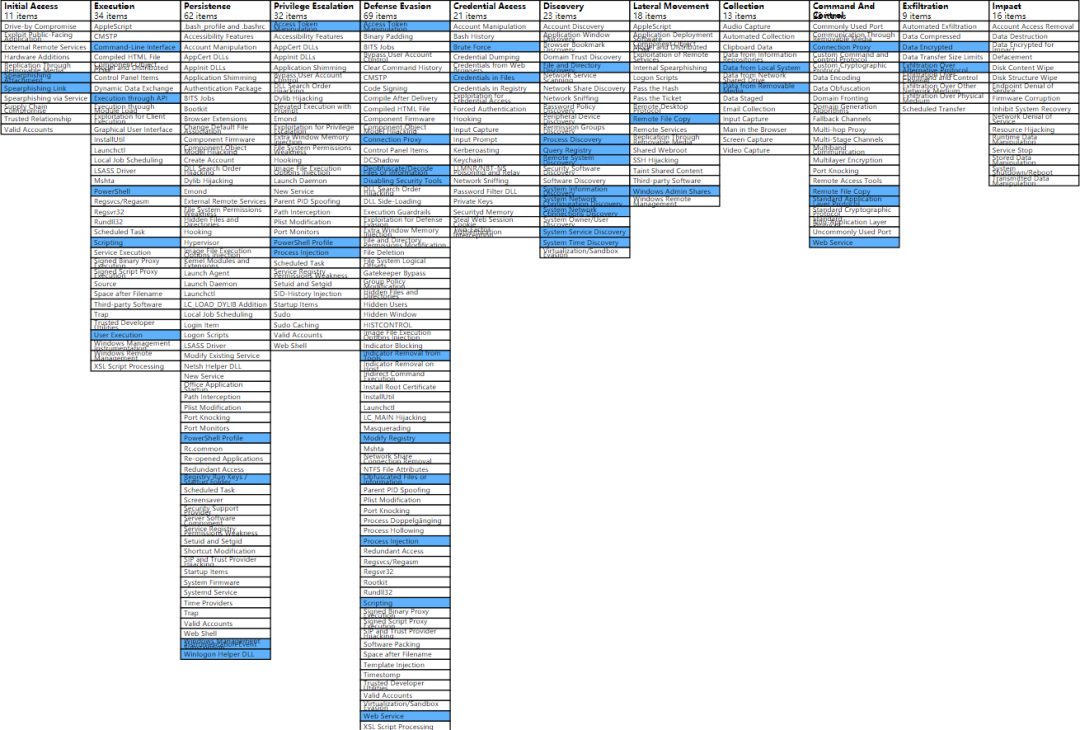 Initial Access
11 items
Drive-by Compromise
Exploit Public Facing
Application
External Remote Services
Hardware Additions
Replication Through
Spearphishing
Attachment
Spearphishing Link
Spearphishing via Service
Supply Chain
Compromise
Trusted Relationship
Valid Accounts
Execution
34 items
AppleScript
CMSTP
Command-Line Interface
Compiled HTML File
Control Panel Items
Dynamic Data Exchange
Execution through API
Execution through
Exploitation for Client
Execution
Graphical User Interface
InstallUtil
Launchctl
Local Job Scheduling
LSASS Driver
Mshta
PowerShell
Regsvcs/Regasm
Regsvr32
Rundll32
Scheduled Task
Scripting
Service Execution
Signed Binary Proxy
Execution
Signed Script Proxy
Execution
Source
Space after Filename
Third-party Software
Trap
Trusted Developer
Utilities
User Execution
Windows Management
Instrumentation
Windows Remote
Management
XSL Script Processing
Persistence
62 items
.bash_profile and .bashrc
Accessibility Features
Account Manipulation
AppCert DLLs
AppInit DLLs
Application Shimming
Authentication Package
BITS Jobs
Bootkit
Browser Extensions
Change Default File
Association
Component Firmware
Component Object
Model Hijacking
Create Account
DLL Search Order
Hijacking
Dylib Hijacking
Emond
External Remote Services
File System Permissions
Weakness
Hidden Files and
Directories
Hooking
Hypervisor
Image File Execution
Options Injection
Kernel Modules and
Extensions
Launch Agent
Launch Daemon
Launchctl
LC_LOAD_DYLIB Addition
Local Job Scheduling
Login Item
Logon Scripts
LSASS Driver
Modify Existing Service
Netsh Helper DLL
New Service
Office Application
Startup
Path Interception
Plist Modification
Port Knocking
Port Monitors
PowerShell Profile
Rc.common
Re-opened Applications
Redundant Access
Registry Run Keys /
Startup Folder
Scheduled Task
Screensaver
Security Support
Provider
Server Software
Component
Service Registry
Permissions Weakness
Setuid and Setgid
Shortcut Modification
SIP and Trust Provider
Hijacking
Startup Items
System Firmware
Systemd Service
Time Providers
Trap
Valid Accounts
Web Shell
Windows Management
Winlogon Helper DLL
Privilege Escalation
32 items
Access Token
Manipulation
Accessibility Features
AppCert DLLs
AppInit DLLs
Application Shimming
Bypass User Account
Control
DLL Search Order
Hijacking
Dylib Hijacking
Elevated Execution with
Prompt
Emond
Exploitation for Privilege
Extra Window Memory
Injection
File System Permissions
Weakness
Hooking
Image File Execution
Options Injection
Launch Daemon
New Service
Parent PID Spoofing
Path Interception
Plist Modification
Port Monitors
PowerShell Profile
Process Injection
Scheduled Task
Service Registry
Permissions Weakness
Setuid and Setgid
SID-History Injection
Startup Items
Sudo
Sudo Caching
Valid Accounts
Web Shell
Defense Evasion
69 items
Access Token
Manipulation
Binary Padding
BITS Jobs
Bypass User Account
Control
Clear Command History
CMSTP
Code Signing
Compile After Delivery
Compiled HTML File
Component Firmware
Component Object
Model Hijacking
Connection Proxy
Control Panel Items
DCShadow
Deobfuscate/Decode
Files or Information
Disabling Security Tools
DLL Search Order
Hijacking
DLL Side-Loading
Execution Guardrails
Exploitation for Defense
Evasion
Extra Window Memory
Injection
File and Directory
Permissions Modification
File Deletion
File System Logical
Offsets
Gatekeeper Bypass
Group Policy
Modification
Hidden Files and
Directories
Hidden Users
Hidden Window
HISTCONTROL
Image File Execution
Options Injection
Indicator Blocking
Indicator Removal from
Tools
Indicator Removal on
Host
Indirect Command
Execution
Install Root Certificate
InstallUtil
Launchctl
LC_MAIN Hijacking
Masquerading
Modify Registry
Mshta
Network Share
Connection Removal
NTFS File Attributes
Obfuscated Files or
Information
Parent PID Spoofing
Plist Modification
Port Knocking
Process Doppelgänging
Process Hollowing
Process Injection
Redundant Access
Regsvcs/Regasm
Regsvr32
Rootkit
Rundll32
Scripting
Signed Binary Proxy
Execution
Signed Script Proxy
Execution
SIP and Trust Provider
Hijacking
Software Packing
Space after Filename
Template Injection
Timestomp
Trusted Developer
Utilities
Valid Accounts
Virtualization/Sandbox
Evasion
Web Service
XSL Script Processing
Credential Access
21 items
Account Manipulation
Bash History
Brute Force
Credential Dumping
Credentials from Web
Browsers
Credentials in Files
Credentials in Registry
Exploitation for
Credential Access
Forced Authentication
Hooking
Input Capture
Input Prompt
Kerberoasting
Keychain
LLMNR/NBT-NS
Poisoning and Relay
Network Sniffing
Password Filter DLL
Private Keys
Securityd Memory
Steal Web Session
Cookie
Two-Factor
Interception
Discovery
23 items
Account Discovery
Application Window
Discovery
Browser Bookmark
Discovery
Domain Trust Discovery
File and Directory
Discovery
Network Service
Scanning
Network Share Discovery
Network Sniffing
Password Policy
Discovery
Peripheral Device
Discovery
Permission Groups
Discovery
Process Discovery
Query Registry
Remote System
Discovery
Security Software
Discovery
Software Discovery
System Information
Discovery
System Network
Configuration Discovery
System Network
Connections Discovery
System Owner/User
Discovery
System Service Discovery
System Time Discovery
Virtualization/Sandbox
Evasion
Lateral Movement
18 items
AppleScript
Application Deployment
Software
Component Object
Model and Distributed
Exploitation of Remote
Services
Internal Spearphishing
Logon Scripts
Pass the Hash
Pass the Ticket
Remote Desktop
Protocol
Remote File Copy
Remote Services
Replication Through
Removable Media
Shared Webroot
SSH Hijacking
Taint Shared Content
Third-party Software
Windows Admin Shares
Windows Remote
Management
Collection
13 items
Audio Capture
Automated Collection
Clipboard Data
Data from Information
Repositories
Data from Local System
Data from Network
Shared Drive
Data from Removable
Media
Data Staged
Email Collection
Input Capture
Man in the Browser
Screen Capture
Video Capture
Command And
Control
Commonly Used Port
Communication Through
Removable Media
Connection Proxy
Custom Command and
Control Protocol
Custom Cryptographic
Protocol
Data Encoding
Data Obfuscation
Domain Fronting
Domain Generation
Algorithms
Fallback Channels
Multi-hop Proxy
Multi-Stage Channels
Multiband
Communication
Multilayer Encryption
Port Knocking
Remote Access Tools
Remote File Copy
Standard Application
Layer Protocol
Standard Cryptographic
Protocol
Standard
Non-Application Layer
Uncommonly Used Port
Web Service
Exfiltration
9 items
Automated Exfiltration
Data Compressed
Data Encrypted
Data Transfer Size Limits
Exfiltration Over
Exfiltration Over
Command and Control
Exfiltration Over Other
Network Medium
Exfiltration Over Physical
Medium
Scheduled Transfer
Impact
16 items
Account Access Removal
Data Destruction
Data Encrypted for
Impact
Defacement
Disk Content Wipe
Disk Structure Wipe
Endpoint Denial of
Service
Firmware Corruption
Inhibit System Recovery
Network Denial of
Service
Resource Hijacking
Runtime Data
Manipulation
Service Stop
Stored Data
Manipulation
System
Shutdown/Reboot
Transmitted Data
Manipulation